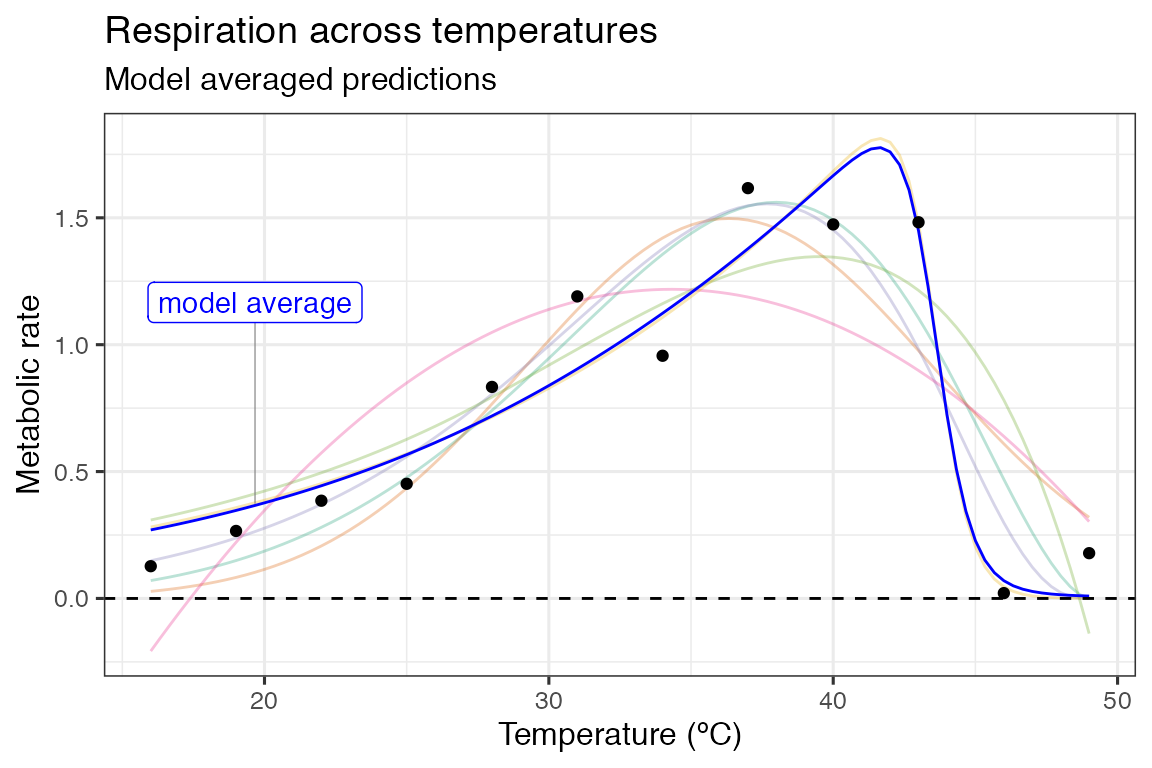 Respiration across temperatures
Model averaged predictions
Metabolic rate
1.5
1.0
0.5
0.0
model average
20
30
40
50
Temperature (ºC)